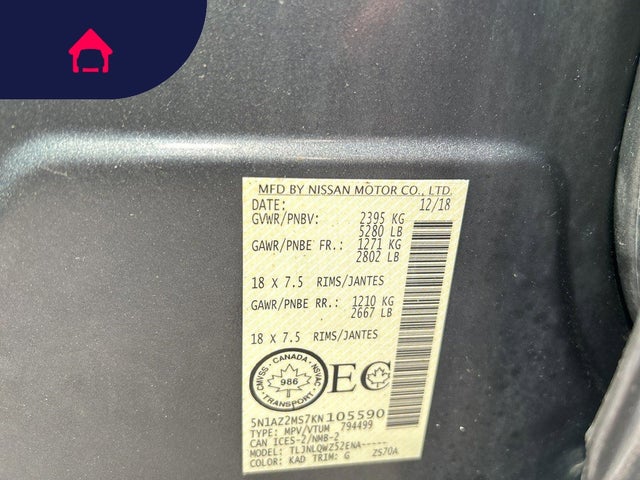 MFD BY NISSAN MOTOR CO., LTD.
DATE: 12/18
GVWR/PNBV: 2395 KG
5280 LB
GAWR/PNBE FR.: 1271 KG
2802 LB
18 X 7.5 RIMS/JANTES
GAWR/PNBE RR.: 1210 KG
2667 LB
18 X 7.5 RIMS/JANTES
CMVSS - CANADA - NSVAC
986
TRANSPORT
EC
5N1AZ2MS7KN105590
TYPE: MPV/VTUM 794499
CAN ICES-2/NMB-2
MODEL: TLJNLQWZ52ENA-----
COLOR: KAD TRIM: G ZS70A